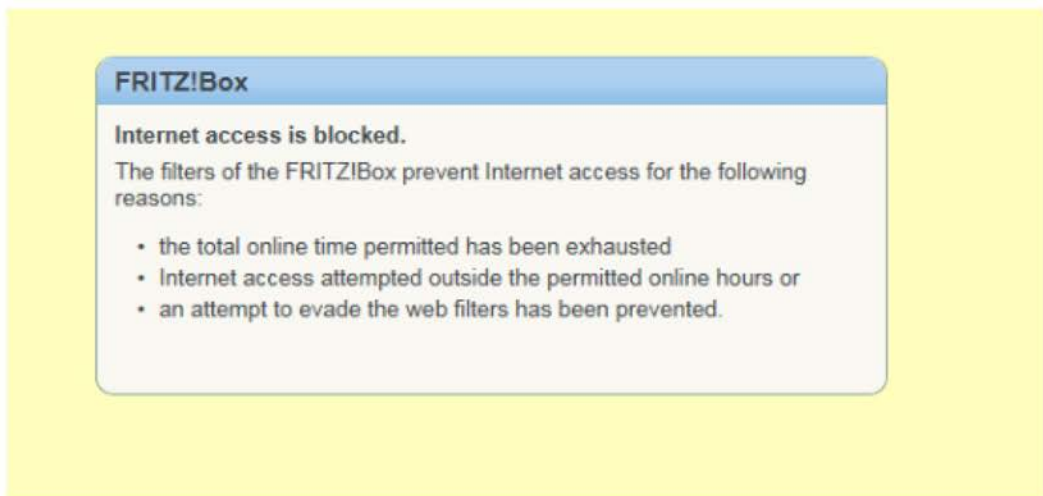 FRITZ!Box
Internet access is blocked.
The filters of the FRITZ!Box prevent Internet access for the following
reasons:
• the total online time permitted has been exhausted
• Internet access attempted outside the permitted online hours or
• an attempt to evade the web filters has been prevented.